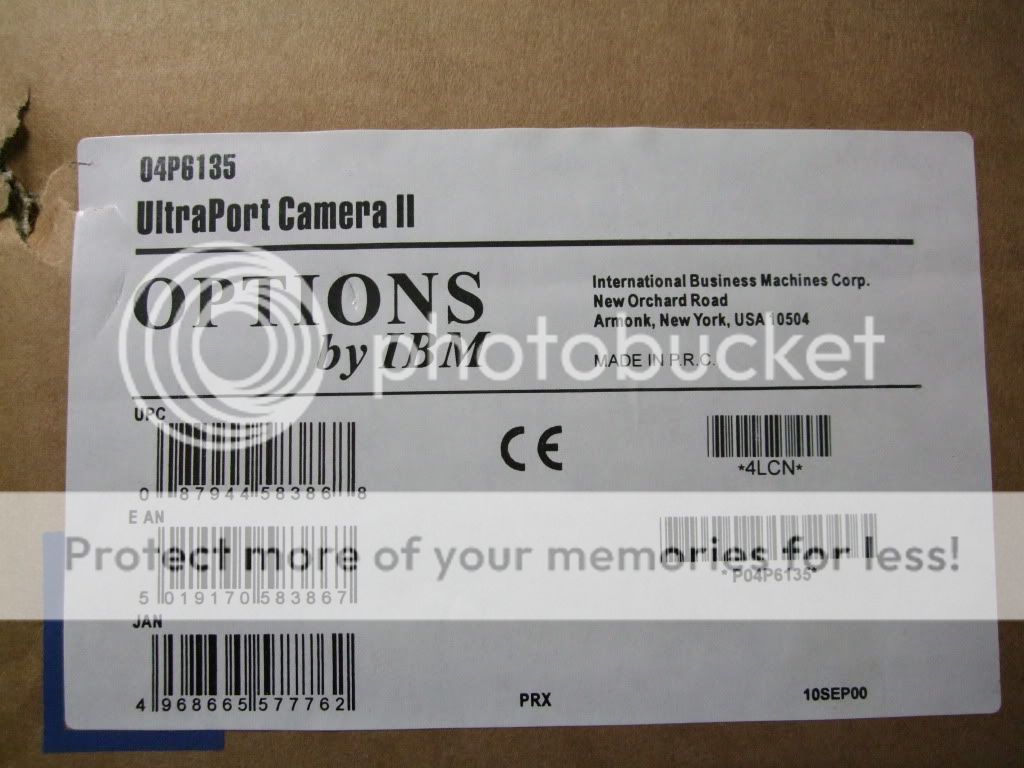 04P6135
UltraPort Camera II
OPTIONS
by IBM
International Business Machines Corp.
New Orchard Road
Armonk, New York, USA 10504
MADE IN P.R.C.
photobucket
UPC
0 87944 58386 8
*4LCN*
E AN
Protect more of your memories for less!
5 019170 583867
* P04P6135*
JAN
4 968665 577762
PRX
10SEP00